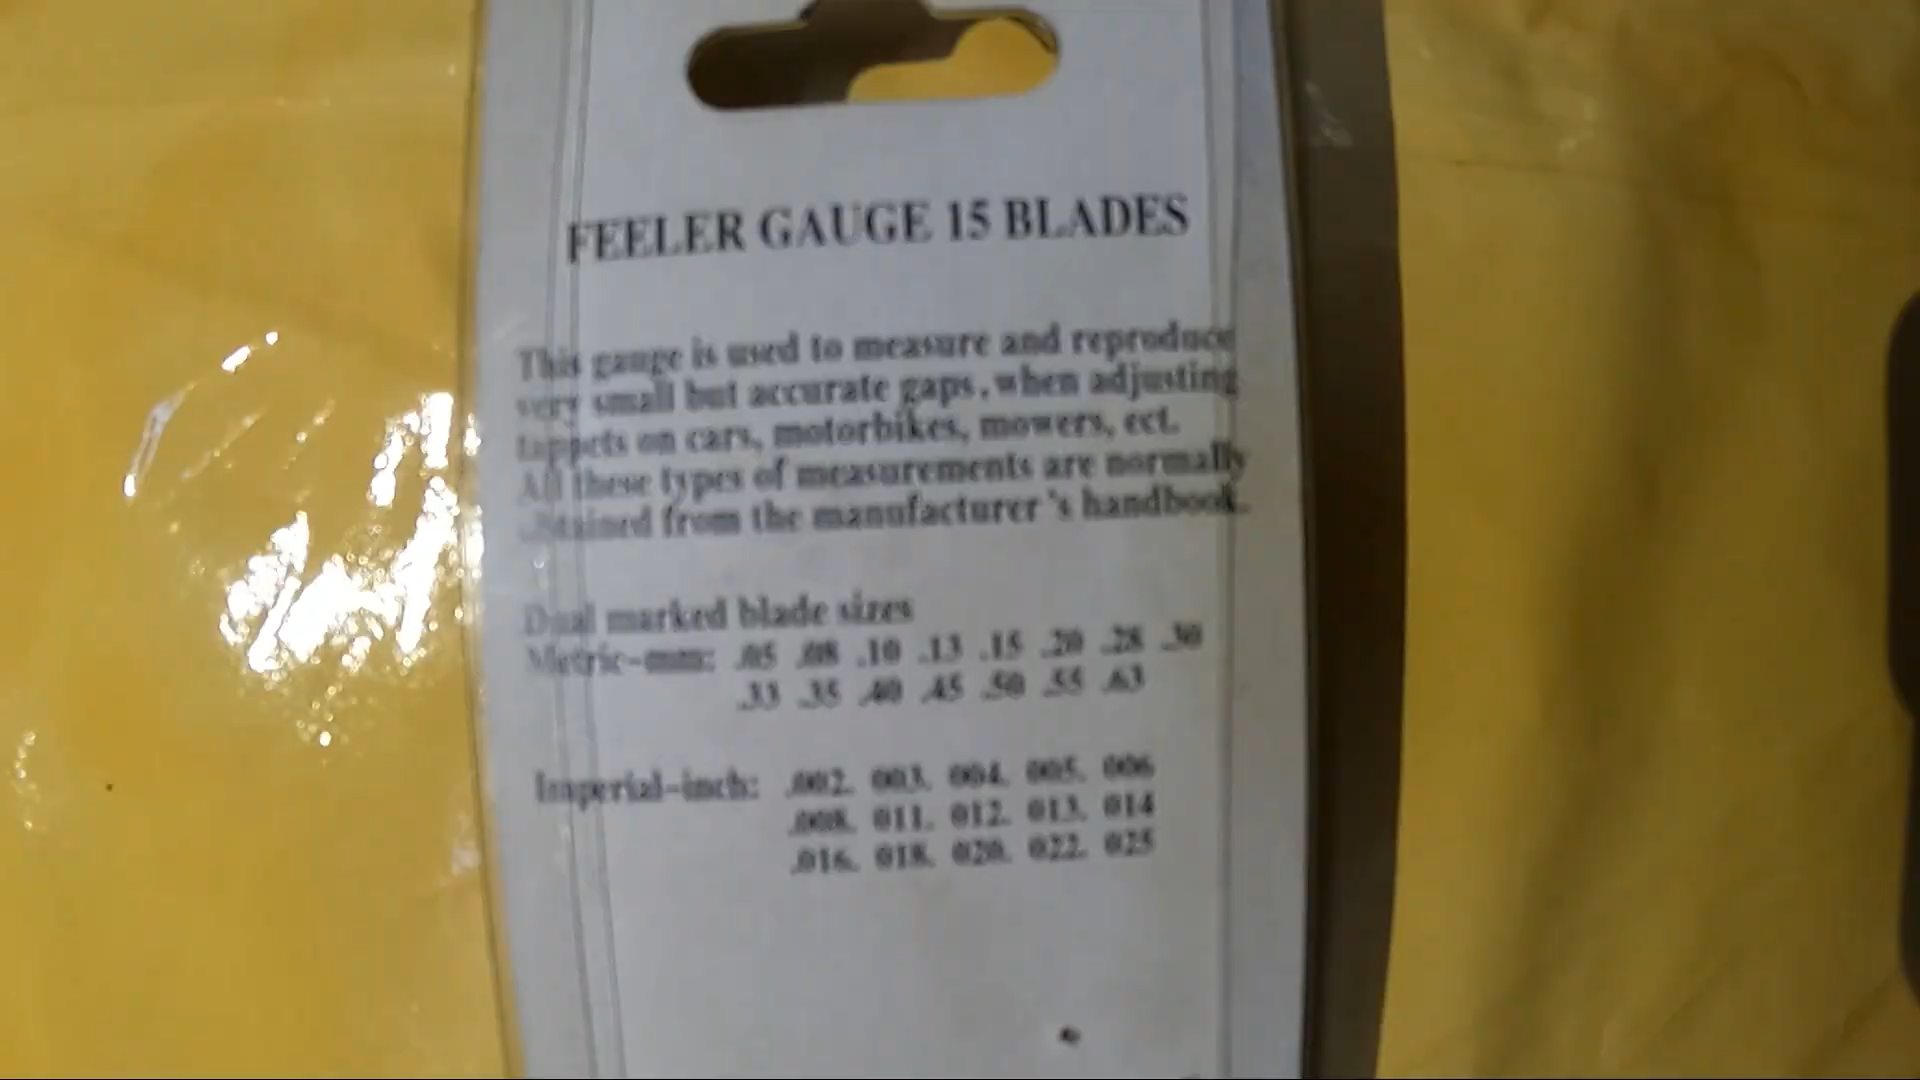 FEELER GAUGE 15 BLADES
This gauge is used to measure and reproduce
very small but accurate gaps, when adjusting
tappets on cars, motorbikes, mowers, ect.
All these types of measurements are normally
obtained from the manufacturer's handbook.
Dual marked blade sizes
Metric-mm: .05 .08 .10 .13 .15 .20 .28 .30
.33 .35 .40 .45 .50 .55 .63
Imperial-inch: .002. 003. 004. 005. 006
.008. 011. 012. 013. 014
.016. 018. 020. 022. 025